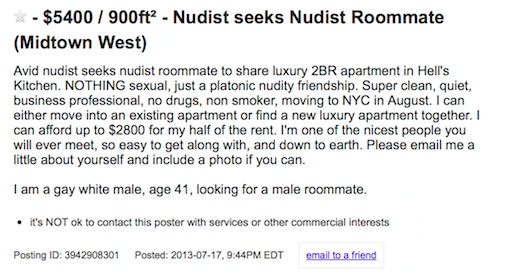 - $5400 / 900ft² - Nudist seeks Nudist Roommate
(Midtown West)
Avid nudist seeks nudist roommate to share luxury 2BR apartment in Hell's
Kitchen. NOTHING sexual, just a platonic nudity friendship. Super clean, quiet,
business professional, no drugs, non smoker, moving to NYC in August. I can
either move into an existing apartment or find a new luxury apartment together. I
can afford up to $2800 for my half of the rent. I'm one of the nicest people you
will ever meet, so easy to get along with, and down to earth. Please email me a
little about yourself and include a photo if you can.
I am a gay white male, age 41, looking for a male roommate.
• it's NOT ok to contact this poster with services or other commercial interests
Posting ID: 3942908301 Posted: 2013-07-17, 9:44PM EDT email to a friend